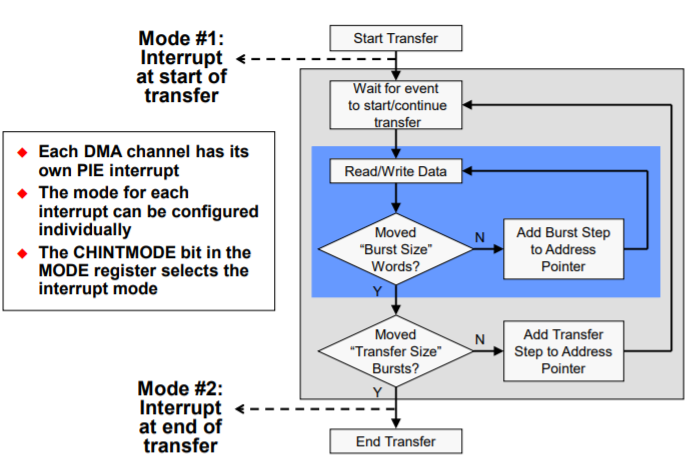 Mode #1:
Interrupt
at start of
transfer
Start Transfer
Wait for event
to start/continue
transfer
◆ Each DMA channel has its
own PIE interrupt
◆ The mode for each
interrupt can be configured
individually
◆ The CHINTMODE bit in the
MODE register selects the
interrupt mode
Read/Write Data
Moved
“Burst Size”
Words?
N
Add Burst Step
to Address
Pointer
Y
Moved
“Transfer Size”
Bursts?
N
Add Transfer
Step to Address
Pointer
Y
Mode #2:
Interrupt
at end of
transfer
End Transfer